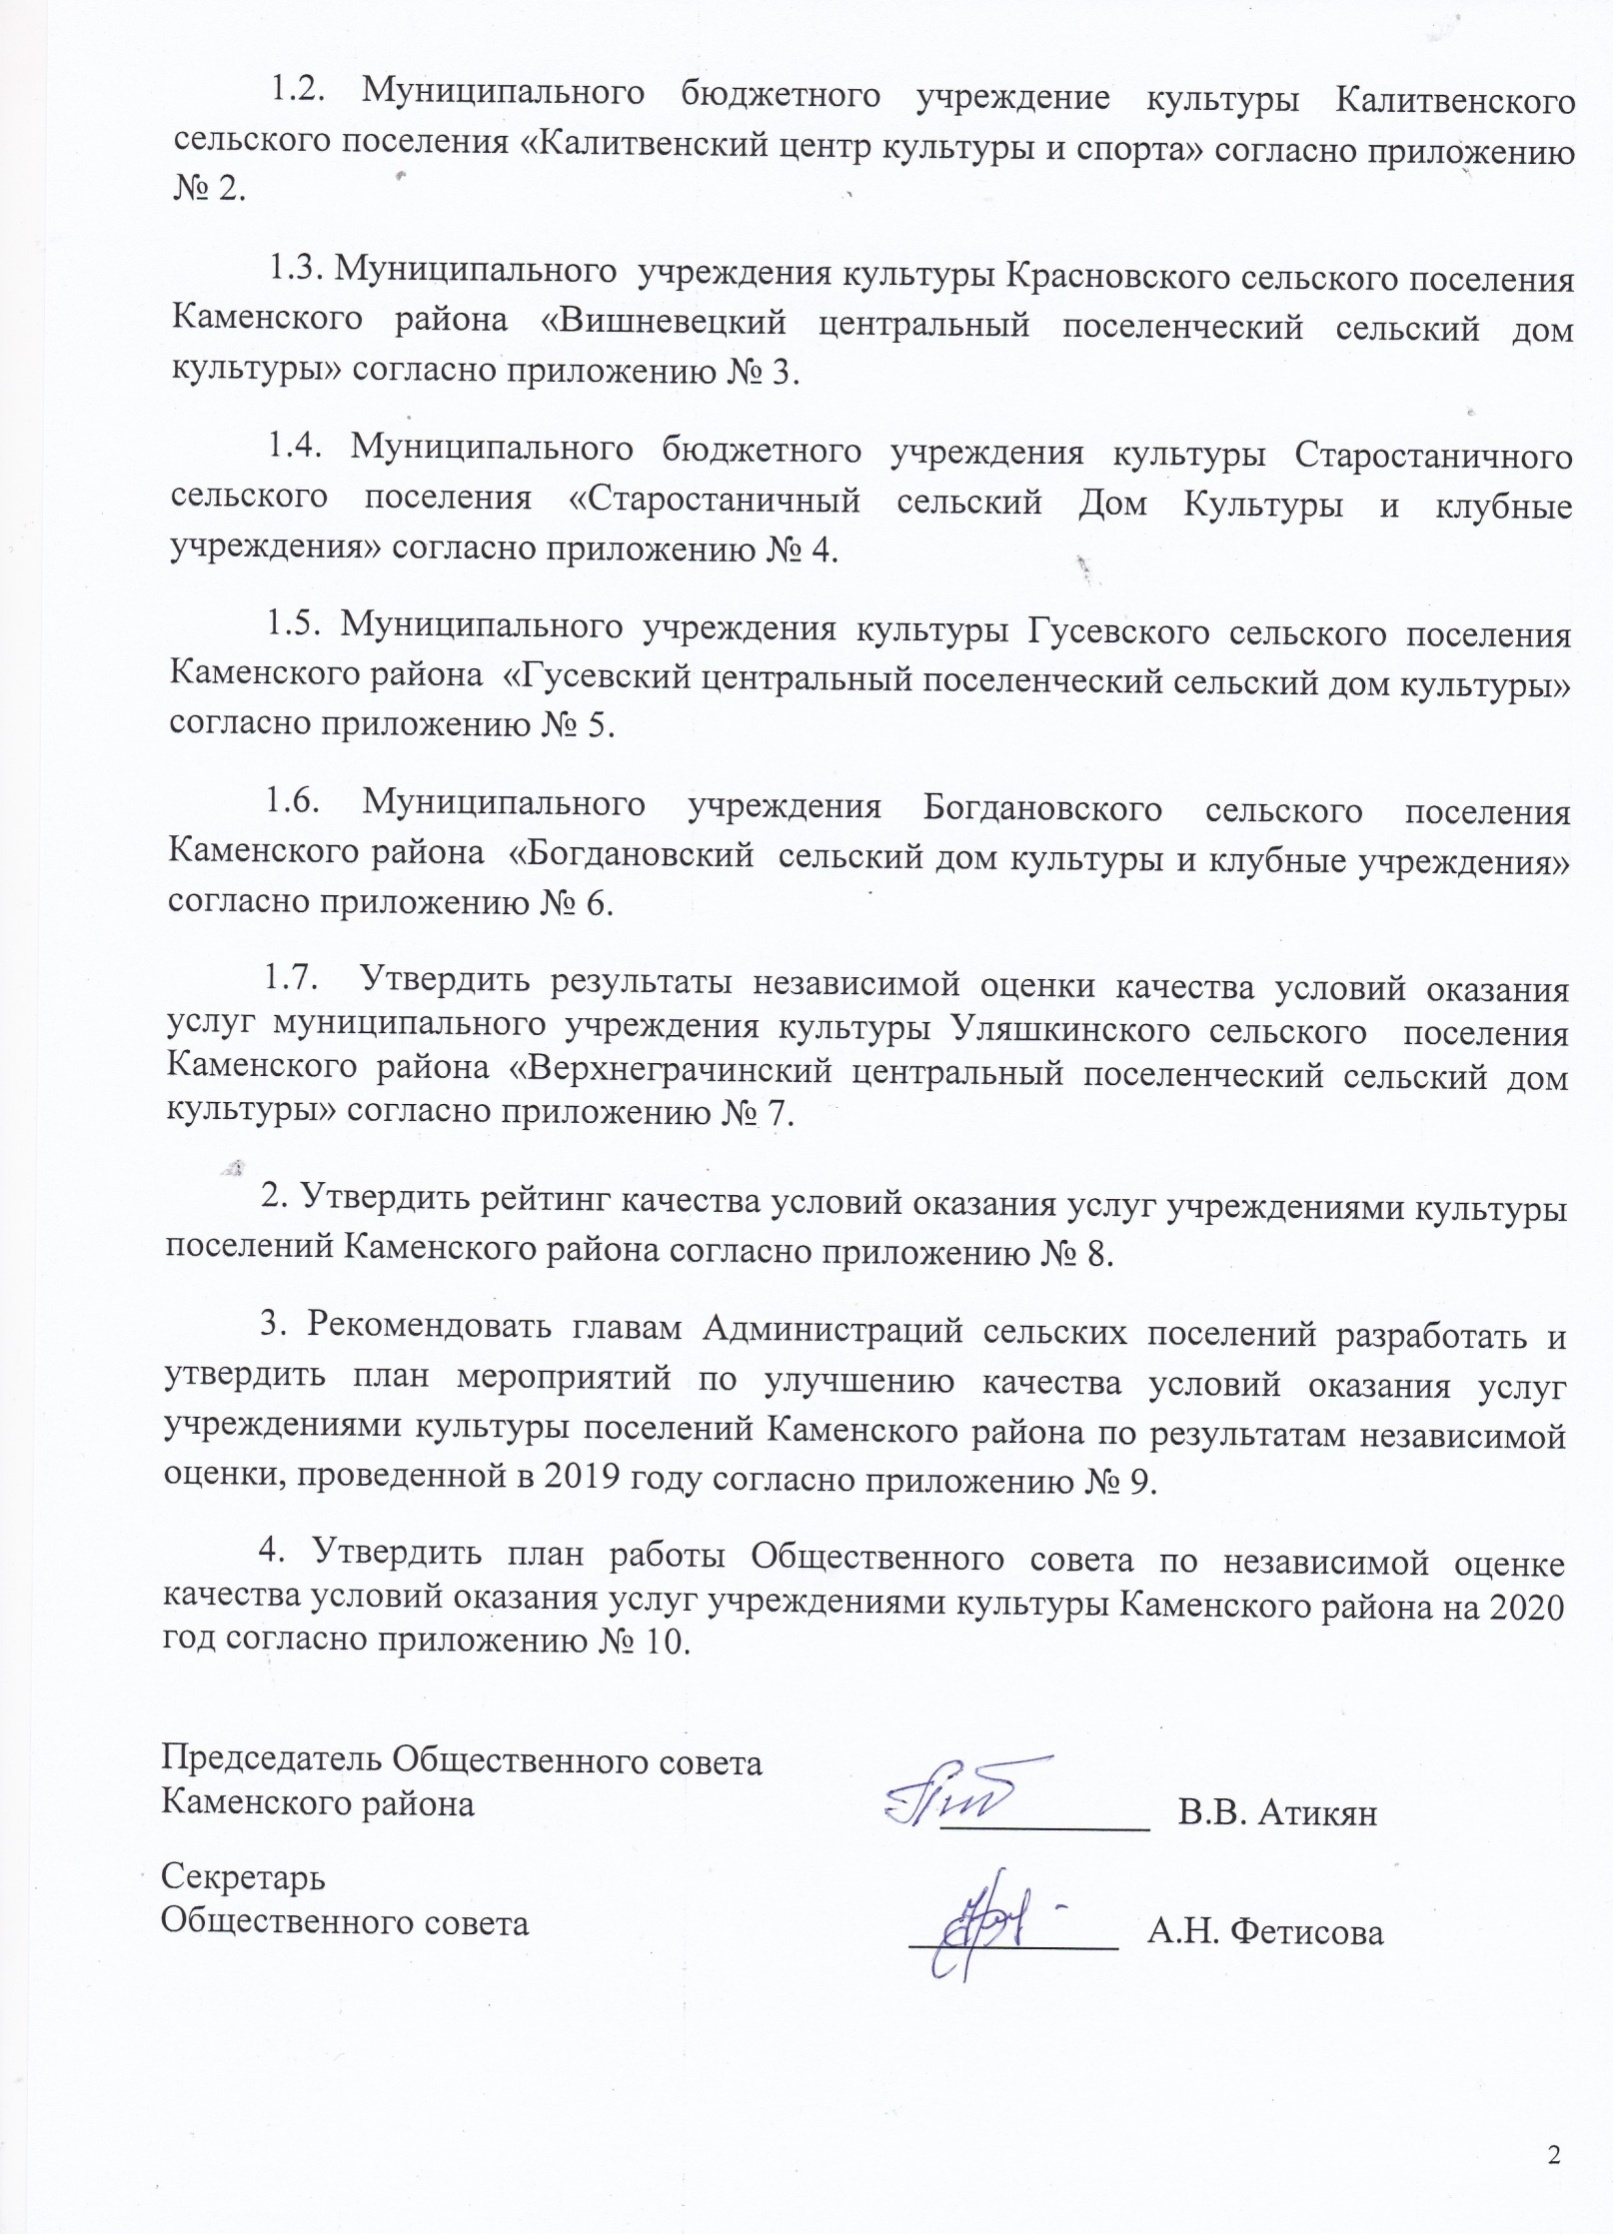 1.2. Муниципального бюджетного учреждение культуры Калитвенского
сельского поселения «Калитвенский центр культуры и спорта» согласно приложению
№ 2.
1.3. Муниципального учреждения культуры Красновского сельского поселения
Каменского района «Вишневецкий центральный поселенческий сельский дом
культуры» согласно приложению № 3.
1.4. Муниципального бюджетного учреждения культуры Старостаничного
сельского поселения «Старостаничный сельский Дом Культуры и клубные
учреждения» согласно приложению № 4.
1.5. Муниципального учреждения культуры Гусевского сельского поселения
Каменского района «Гусевский центральный поселенческий сельский дом культуры»
согласно приложению № 5.
1.6. Муниципального учреждения Богдановского сельского поселения
Каменского района «Богдановский сельский дом культуры и клубные учреждения»
согласно приложению № 6.
1.7. Утвердить результаты независимой оценки качества условий оказания
услуг муниципального учреждения культуры Уляшкинского сельского поселения
Каменского района «Верхнеграчинский центральный поселенческий сельский дом
культуры» согласно приложению № 7.
2. Утвердить рейтинг качества условий оказания услуг учреждениями культуры
поселений Каменского района согласно приложению № 8.
3. Рекомендовать главам Администраций сельских поселений разработать и
утвердить план мероприятий по улучшению качества условий оказания услуг
учреждениями культуры поселений Каменского района по результатам независимой
оценки, проведенной в 2019 году согласно приложению № 9.
4. Утвердить план работы Общественного совета по независимой оценке
качества условий оказания услуг учреждениями культуры Каменского района на 2020
год согласно приложению № 10.
Председатель Общественного совета
Каменского района В.В. Атикян
Секретарь
Общественного совета А.Н. Фетисова
2